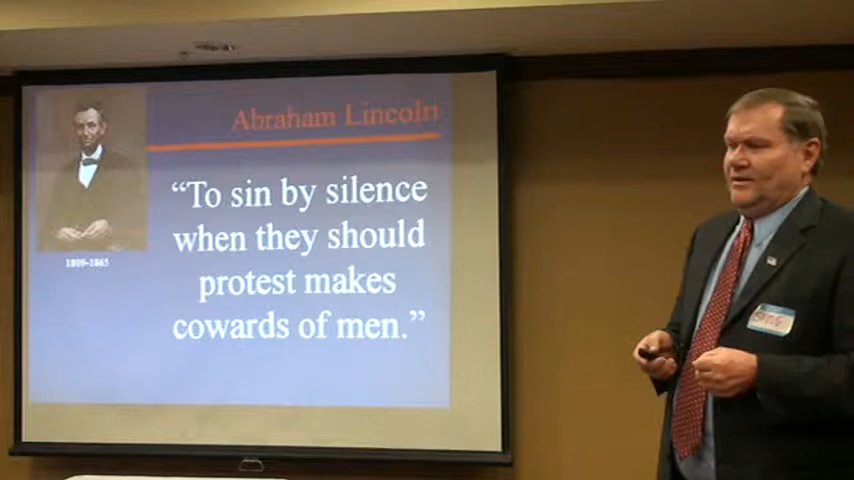 Abraham Lincoln
“To sin by silence
when they should
protest makes
cowards of men.”
1809-1865